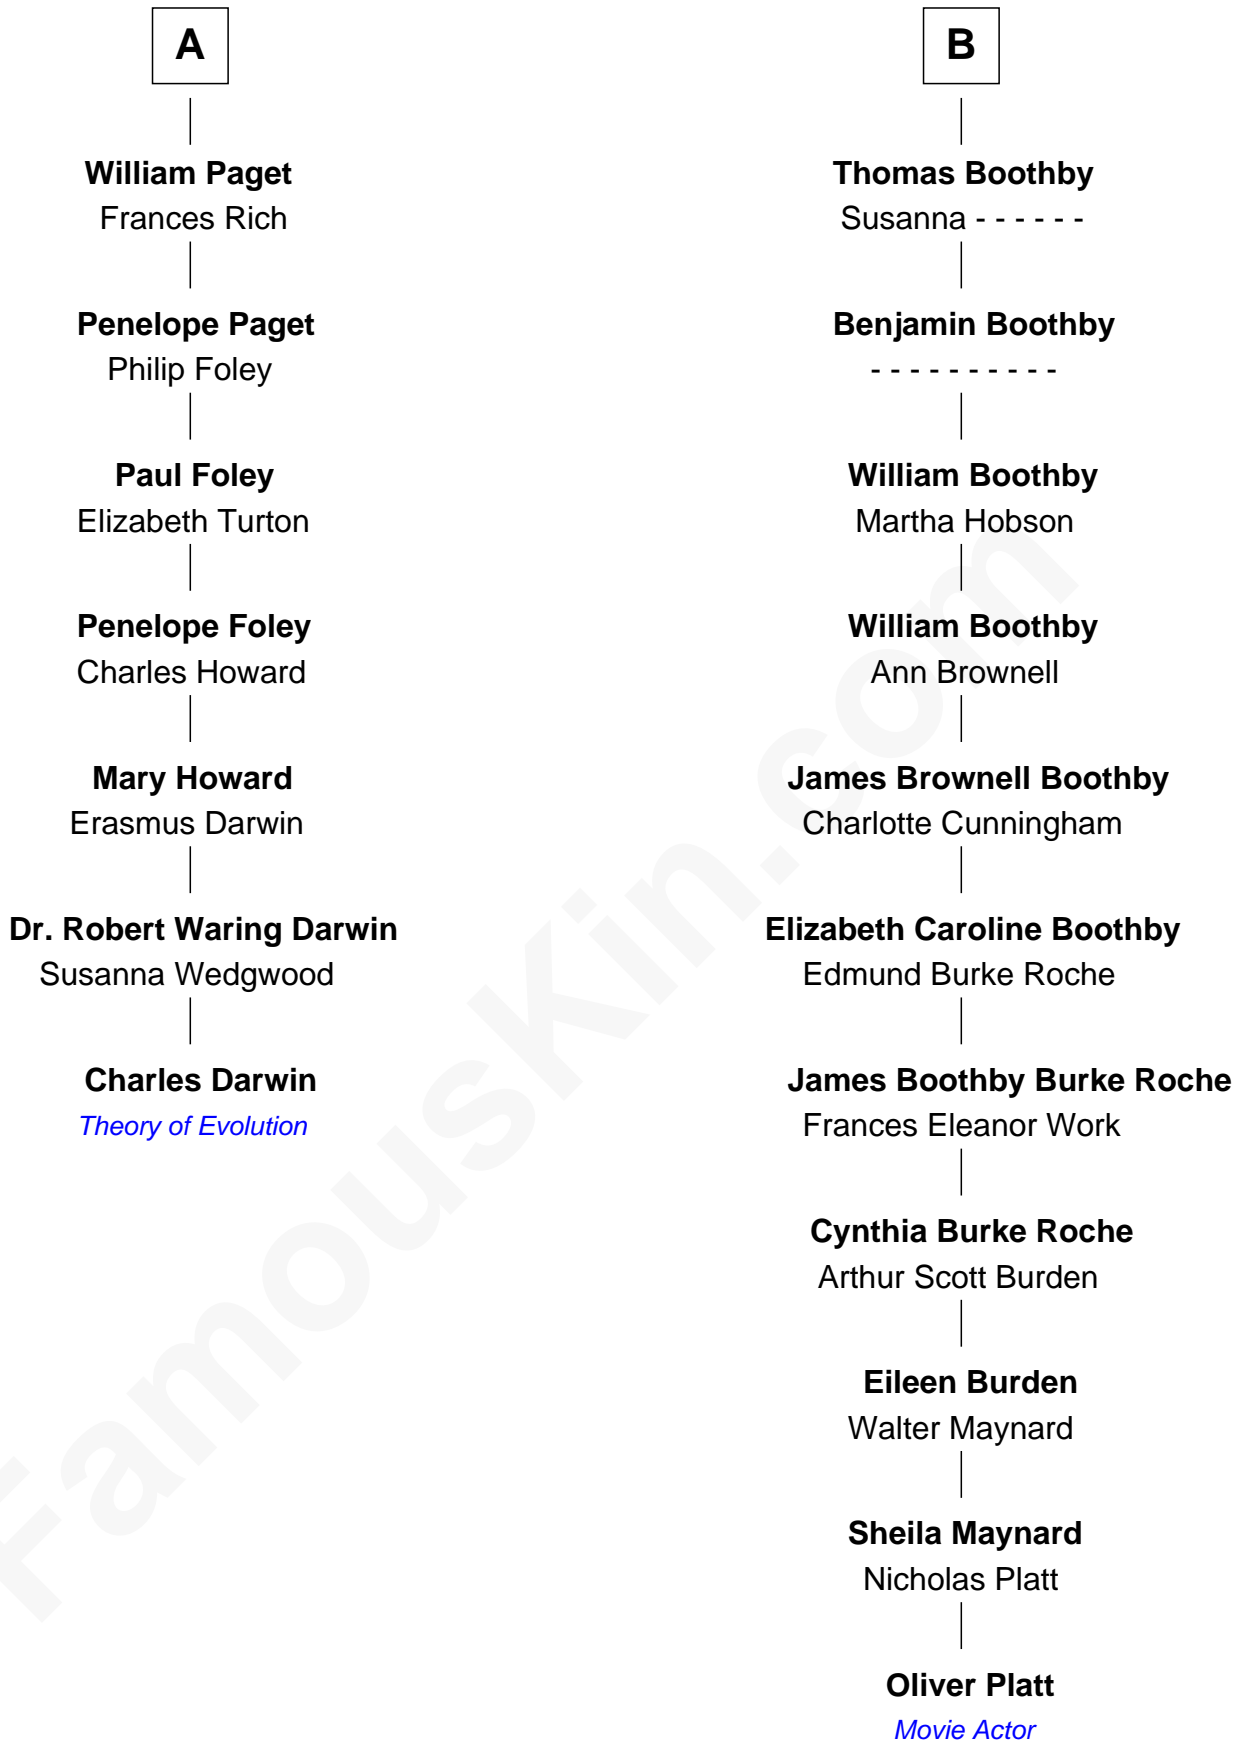 A
William Paget
Frances Rich
Penelope Paget
Philip Foley
Paul Foley
Elizabeth Turton
Penelope Foley
Charles Howard
Mary Howard
Erasmus Darwin
Dr. Robert Waring Darwin
Susanna Wedgwood
Charles Darwin
Theory of Evolution
B
Thomas Boothby
Susanna - - - - - -
Benjamin Boothby
- - - - - - - - - -
William Boothby
Martha Hobson
William Boothby
Ann Brownell
James Brownell Boothby
Charlotte Cunningham
Elizabeth Caroline Boothby
Edmund Burke Roche
James Boothby Burke Roche
Frances Eleanor Work
Cynthia Burke Roche
Arthur Scott Burden
Eileen Burden
Walter Maynard
Sheila Maynard
Nicholas Platt
Oliver Platt
Movie Actor
FamousKin.com